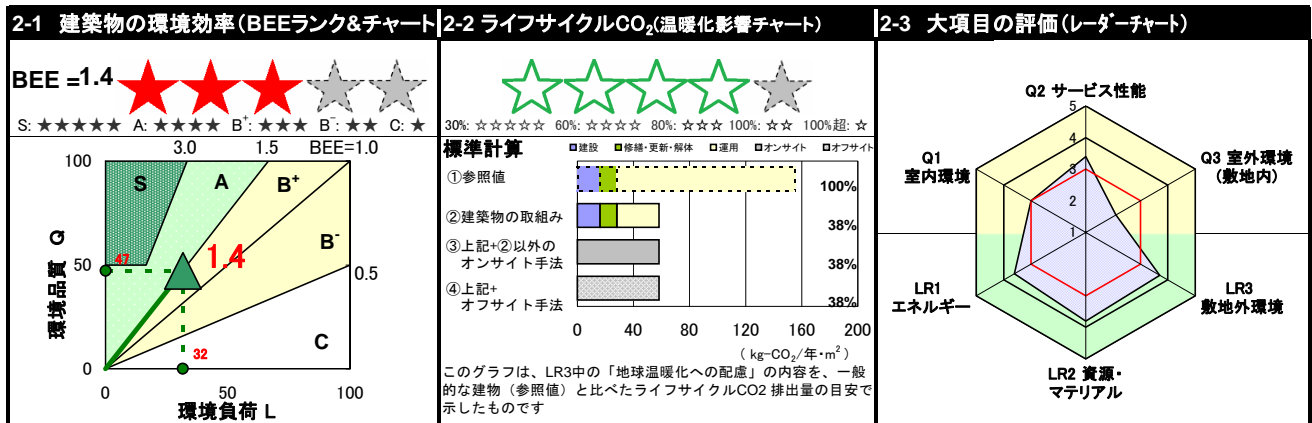 2-1 建築物の環境効率(BEEランク&チャート
BEE =1.4
S: ★★★★★ A: ★★★★ B+: ★★★ B-: ★★ C: ★
3.0 1.5 BEE=1.0
100
S
A
B+
B-
1.4
47
50
0.5
環境品質 Q
32
C
0
0 50 100
環境負荷 L
2-2 ライフサイクルCO2(温暖化影響チャート)
30%: ☆☆☆☆☆ 60%: ☆☆☆☆ 80%: ☆☆☆ 100%: ☆☆ 100%超: ☆
標準計算
建設 修繕・更新・解体 運用 オンサイト オフサイト
①参照値
100%
②建築物の取組み
38%
③上記+②以外の
オンサイト手法
38%
④上記+
オフサイト手法
38%
0 40 80 120 160 200
( kg-CO2/年・m2 )
このグラフは、LR3中の「地球温暖化への配慮」の内容を、一般
的な建物(参照値)と比べたライフサイクルCO2 排出量の目安で
示したものです
2-3 大項目の評価(レーダーチャート)
Q2 サービス性能
5
4
3
2
1
Q1
室内環境
Q3 室外環境
(敷地内)
LR1
エネルギー
LR3
敷地外環境
LR2 資源・
マテリアル